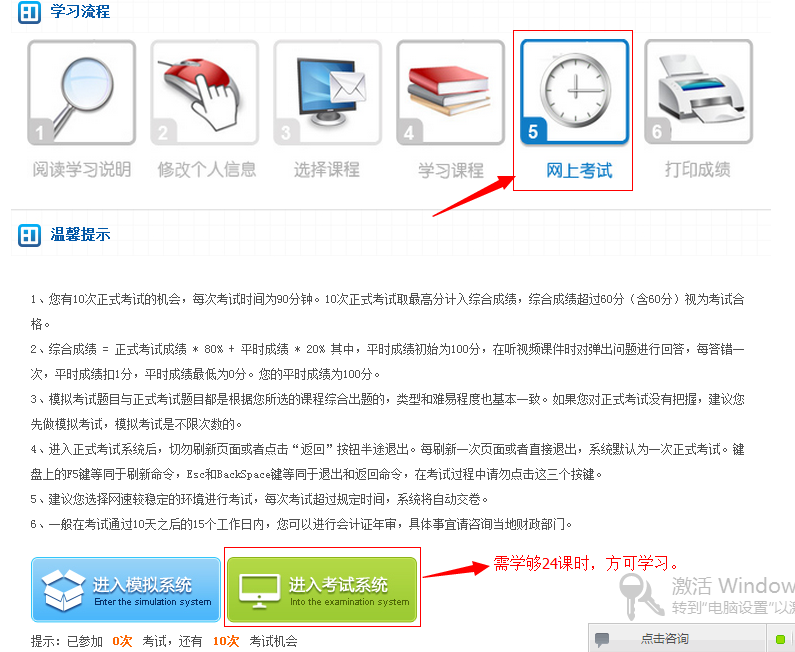 学习流程
1 2 3 4 5 6
阅读学习说明 修改个人信息 选择课程 学习课程 网上考试 打印成绩
温馨提示
1、您有10次正式考试的机会，每次考试时间为90分钟。10次正式考试取最高分计入综合成绩，综合成绩超过60分（含60分）视为考试合
格。
2、综合成绩 = 正式考试成绩 * 80% + 平时成绩 * 20% 其中，平时成绩初始为100分，在听视频课件时对弹出问题进行回答，每答错一
次，平时成绩扣1分，平时成绩最低为0分。您的平时成绩为100分。
3、模拟考试题目与正式考试题目都是根据您所选的课程综合出题的，类型和难易程度也基本一致。如果您对正式考试没有把握，建议您
先做模拟考试，模拟考试是不限次数的。
4、进入正式考试系统后，切勿刷新页面或者点击“返回”按钮半途退出。每刷新一次页面或者直接退出，系统默认为一次正式考试。键
盘上的F5键等同于刷新命令，Esc和BackSpace键等同于退出和返回命令，在考试过程中请勿点击这三个按键。
5、建议您选择网速较稳定的环境进行考试，每次考试超过规定时间，系统将自动交卷。
6、一般在考试通过10天之后的15个工作日内，您可以进行会计证年审，具体事宜请咨询当地财政部门。
需学够24课时，方可学习。
进入模拟系统 进入考试系统
Enter the simulation system Into the examination system
激活 Window
转到“电脑设置”以激
提示：已参加 0次 考试，还有 10次 考试机会
点击咨询